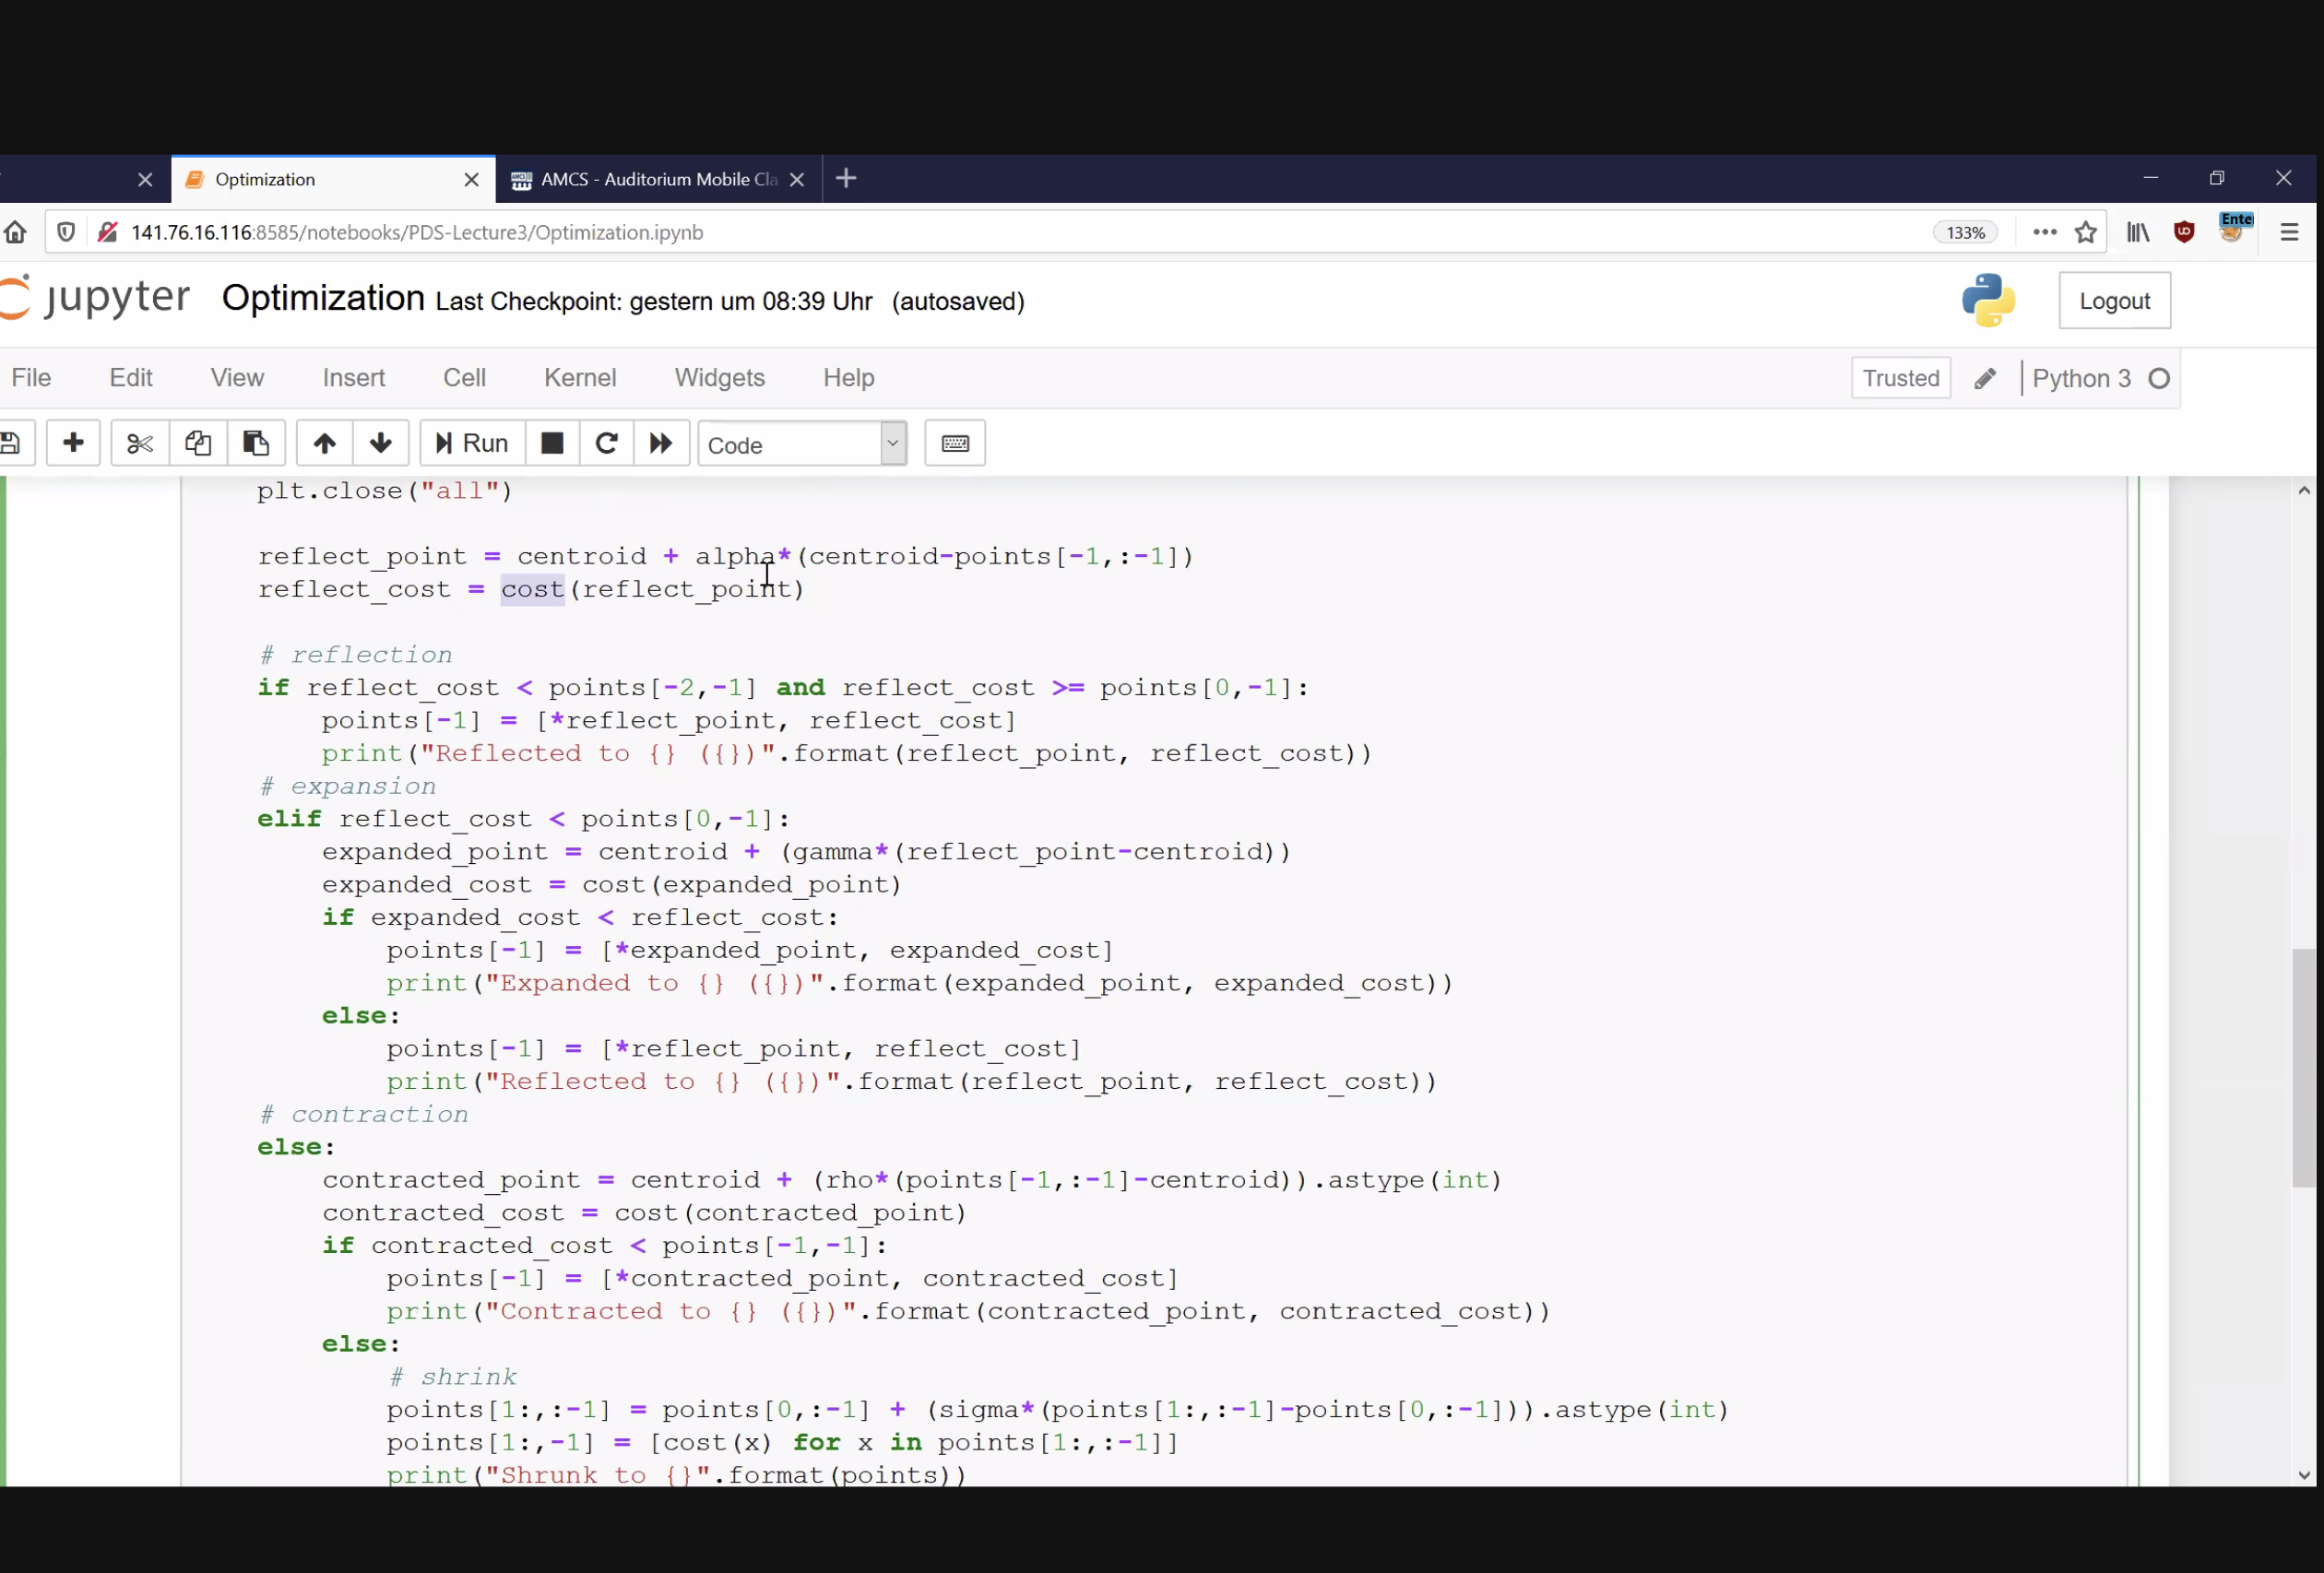 Optimization
AMCS - Auditorium Mobile Cla
141.76.16.116:8585/notebooks/PDS-Lecture3/Optimization.ipynb
133%
Ente
jupyter Optimization Last Checkpoint: gestern um 08:39 Uhr (autosaved)
Logout
File Edit View Insert Cell Kernel Widgets Help
Trusted
Python 3
Run
Code
plt.close("all")
reflect_point = centroid + alpha*(centroid-points[-1,:-1])
reflect_cost = cost(reflect_point)
# reflection
if reflect_cost < points[-2,-1] and reflect_cost >= points[0,-1]:
points[-1] = [*reflect_point, reflect_cost]
print("Reflected to {} ({})".format(reflect_point, reflect_cost))
# expansion
elif reflect_cost < points[0,-1]:
expanded_point = centroid + (gamma*(reflect_point-centroid))
expanded_cost = cost(expanded_point)
if expanded_cost < reflect_cost:
points[-1] = [*expanded_point, expanded_cost]
print("Expanded to {} ({})".format(expanded_point, expanded_cost))
else:
points[-1] = [*reflect_point, reflect_cost]
print("Reflected to {} ({})".format(reflect_point, reflect_cost))
# contraction
else:
contracted_point = centroid + (rho*(points[-1,:-1]-centroid)).astype(int)
contracted_cost = cost(contracted_point)
if contracted_cost < points[-1,-1]:
points[-1] = [*contracted_point, contracted_cost]
print("Contracted to {} ({})".format(contracted_point, contracted_cost))
else:
# shrink
points[1:,:-1] = points[0,:-1] + (sigma*(points[1:,:-1]-points[0,:-1])).astype(int)
points[1:,-1] = [cost(x) for x in points[1:,:-1]]
print("Shrunk to {}".format(points))